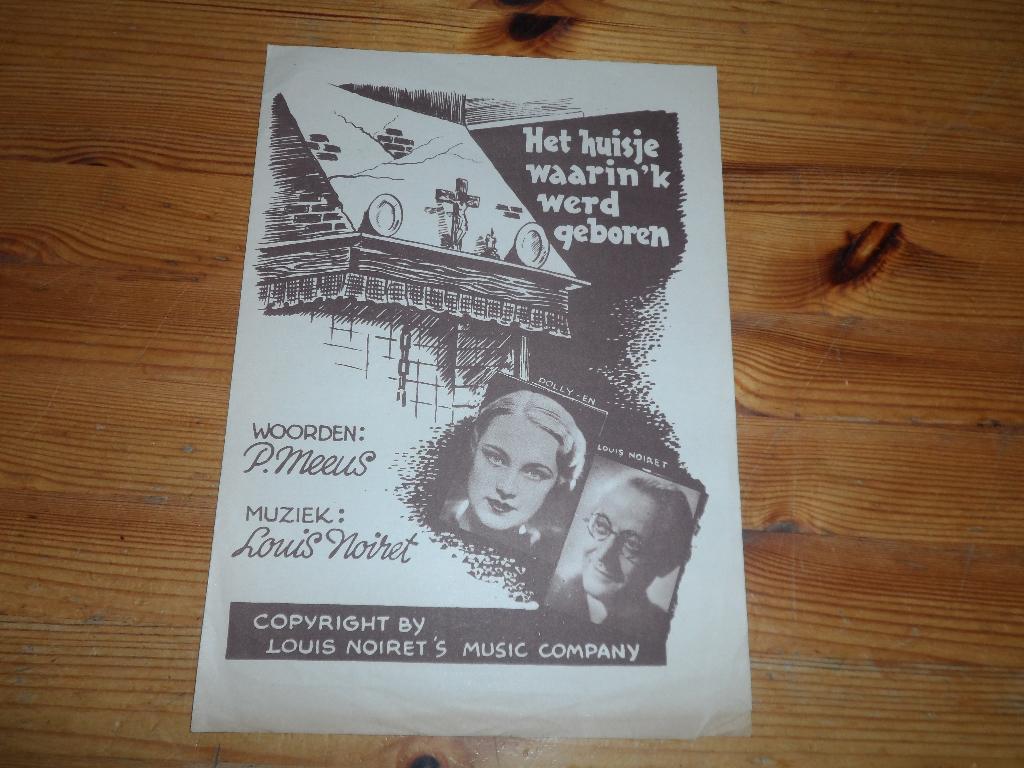 Het huisje
waarin'k
werd
geboren
DOLLY-EN
LOUIS NOIRET
WOORDEN:
P. Meeus
MUZIEK:
Louis Noiret
COPYRIGHT BY
LOUIS NOIRET'S MUSIC COMPANY